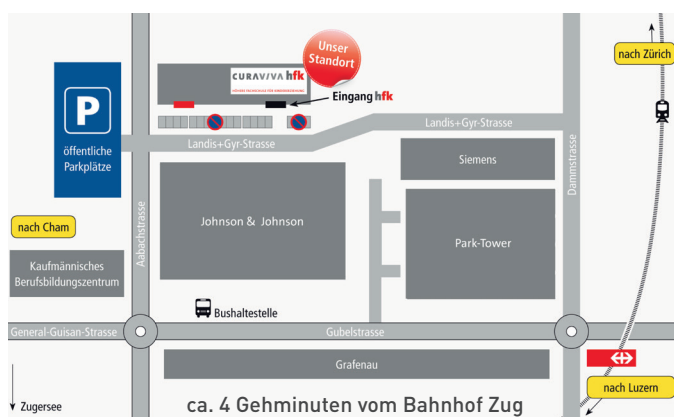 Unser
Standort
nach Zürich
CURAVIVA hfk
Eingang hfk
P
öffentliche
Parkplätze
Landis+Gyr-Strasse
Landis+Gyr-Strasse
Siemens
Dammstrasse
Aabachstrasse
Johnson & Johnson
Park-Tower
nach Cham
Kaufmännisches
Berufsbildungszentrum
Bushaltestelle
General-Guisan-Strasse
Gubelstrasse
Grafenau
nach Luzern
Zugersee
ca. 4 Gehminuten vom Bahnhof Zug